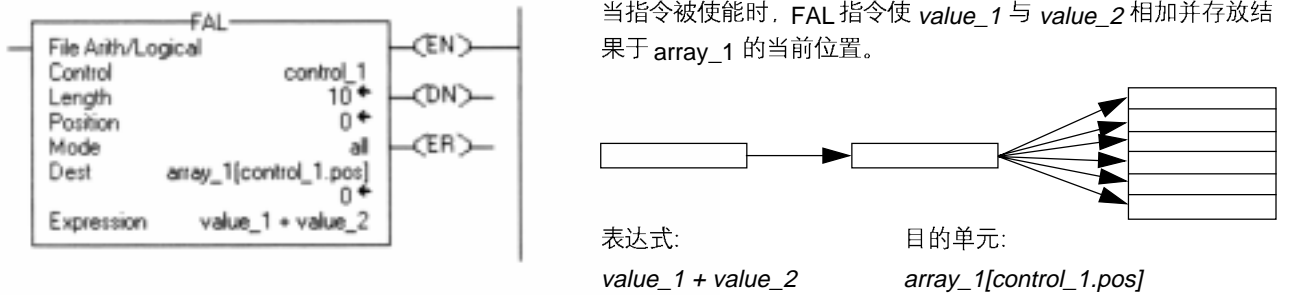 FAL
File Arith/Logical
Control control_1
Length 10
Position 0
Mode all
Dest array_1[control_1.pos]
0
Expression value_1 + value_2
EN
DN
ER
当指令被使能时, FAL 指令使 value_1 与 value_2 相加并存放结
果于 array_1 的当前位置。
表达式:
value_1 + value_2
目的单元:
array_1[control_1.pos]